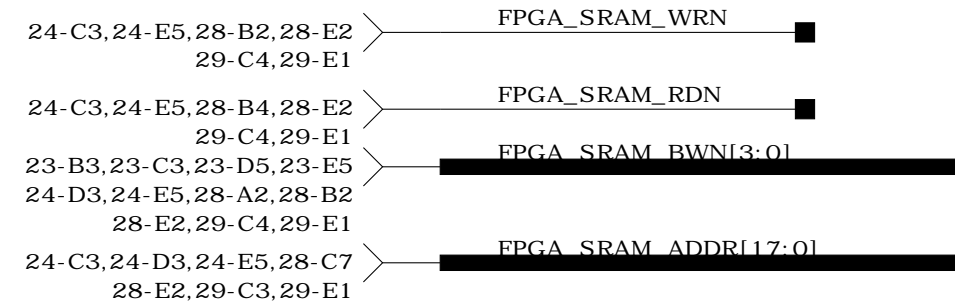 FPGA_SRAM_WRN
24-C3,24-E5,28-B2,28-E2
29-C4,29-E1
FPGA_SRAM_RDN
24-C3,24-E5,28-B4,28-E2
29-C4,29-E1
FPGA_SRAM_BWN[3:0]
23-B3,23-C3,23-D5,23-E5
24-D3,24-E5,28-A2,28-B2
28-E2,29-C4,29-E1
FPGA_SRAM_ADDR[17:0]
24-C3,24-D3,24-E5,28-C7
28-E2,29-C3,29-E1